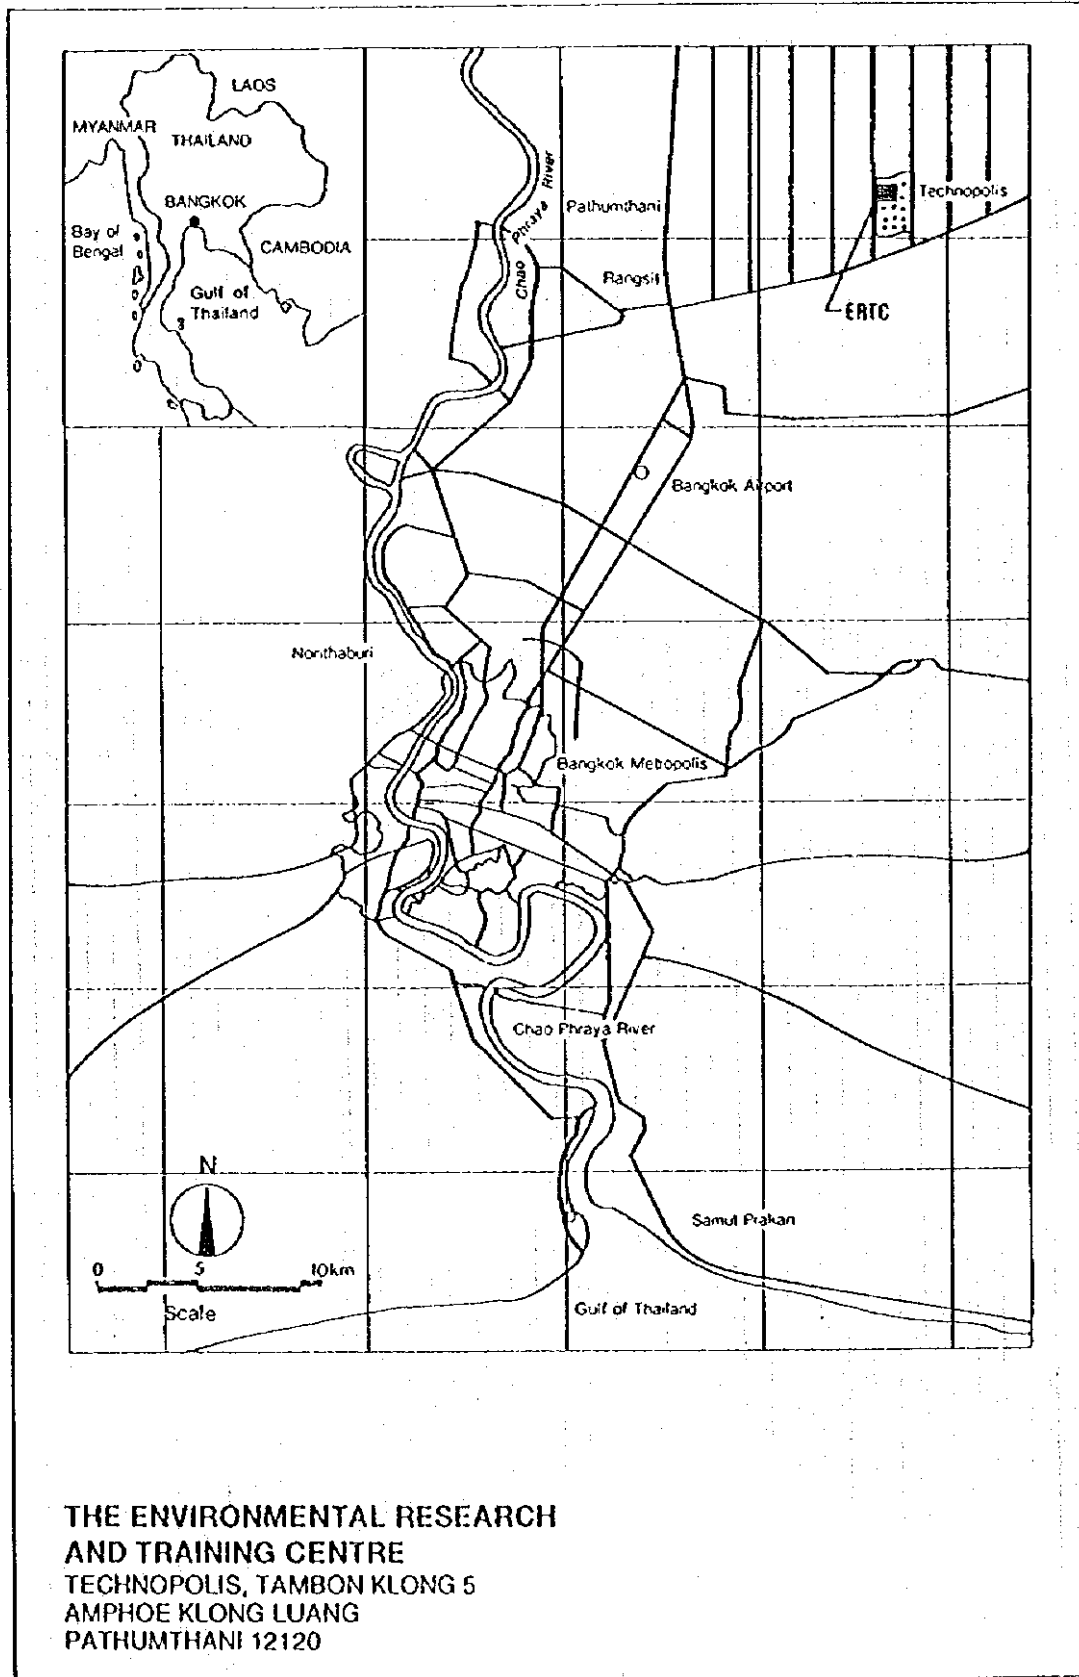 LAOS
MYANMAR
THAILAND
BANGKOK
Bay of
Bengal
CAMBODIA
Gulf of
Thailand
Chao Phraya River
Pathumthani
Technopolis
Rangsit
ERTC
Bangkok Airport
Nonthaburi
Bangkok Metropolis
Chao Phraya River
N
0 5 10km
Scale
Samut Prakan
Gulf of Thailand
THE ENVIRONMENTAL RESEARCH
AND TRAINING CENTRE
TECHNOPOLIS, TAMBON KLONG 5
AMPHOE KLONG LUANG
PATHUMTHANI 12120